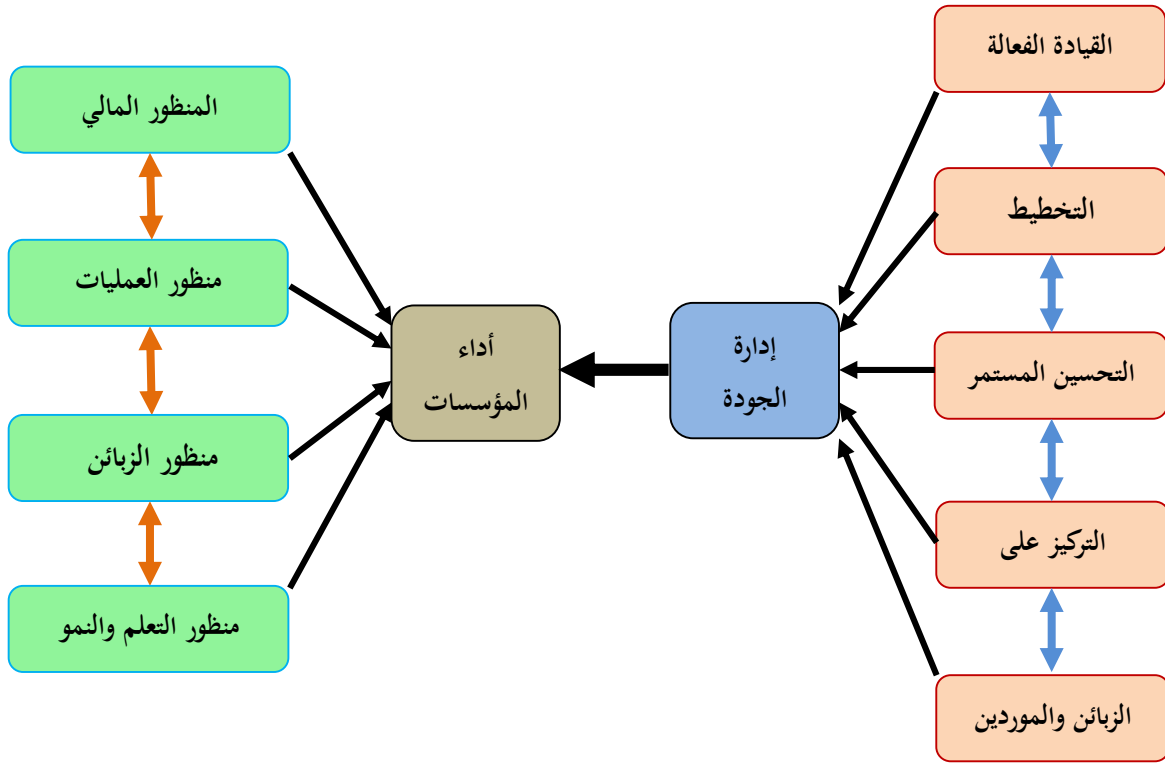 القيادة الفعالة
التخطيط
التحسين المستمر
التركيز على
الزبائن والموردين
إدارة
الجودة
أداء
المؤسسات
المنظور المالي
منظور العمليات
منظور الزبائن
منظور التعلم والنمو